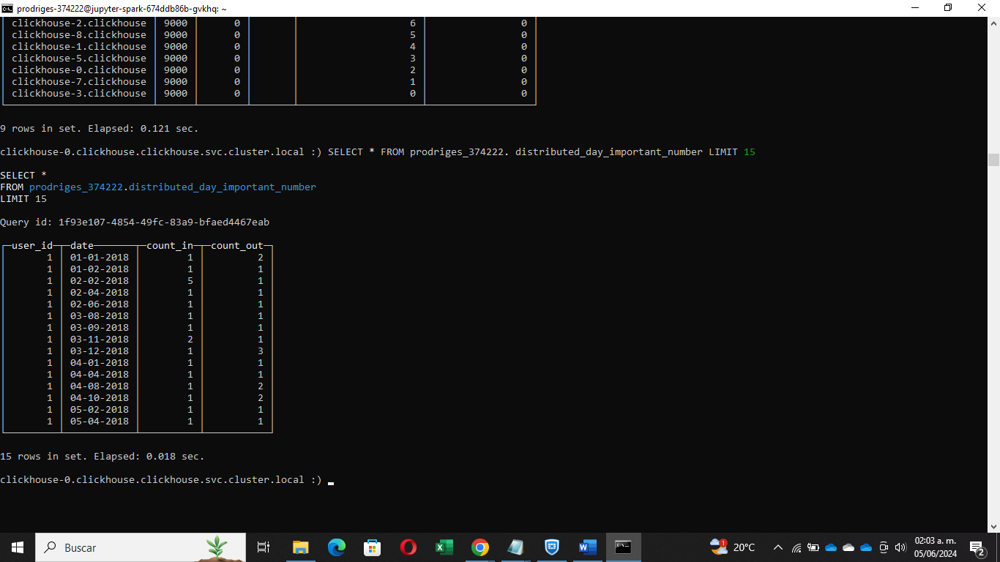 prodriges-374222@jupyter-spark-674ddb86b-gvkhq: ~
clickhouse-2.clickhouse 9000 0 6 0
clickhouse-8.clickhouse 9000 0 5 0
clickhouse-1.clickhouse 9000 0 4 0
clickhouse-5.clickhouse 9000 0 3 0
clickhouse-0.clickhouse 9000 0 2 0
clickhouse-7.clickhouse 9000 0 1 0
clickhouse-3.clickhouse 9000 0 0 0
9 rows in set. Elapsed: 0.121 sec.
clickhouse-0.clickhouse.clickhouse.svc.cluster.local :) SELECT * FROM prodriges_374222. distributed_day_important_number LIMIT 15
SELECT *
FROM prodriges_374222.distributed_day_important_number
LIMIT 15
Query id: 1f93e107-4854-49fc-83a9-bfaed4467eab
user_id date count_in count_out
1 01-01-2018 1 2
1 01-02-2018 1 1
1 02-02-2018 5 1
1 02-04-2018 1 1
1 02-06-2018 1 1
1 03-08-2018 1 1
1 03-09-2018 1 1
1 03-11-2018 2 1
1 03-12-2018 1 3
1 04-01-2018 1 1
1 04-04-2018 1 1
1 04-08-2018 1 2
1 04-10-2018 1 2
1 05-02-2018 1 1
1 05-04-2018 1 1
15 rows in set. Elapsed: 0.018 sec.
clickhouse-0.clickhouse.clickhouse.svc.cluster.local :)
Buscar
1
20°C
02:03 a. m.
05/06/2024
2